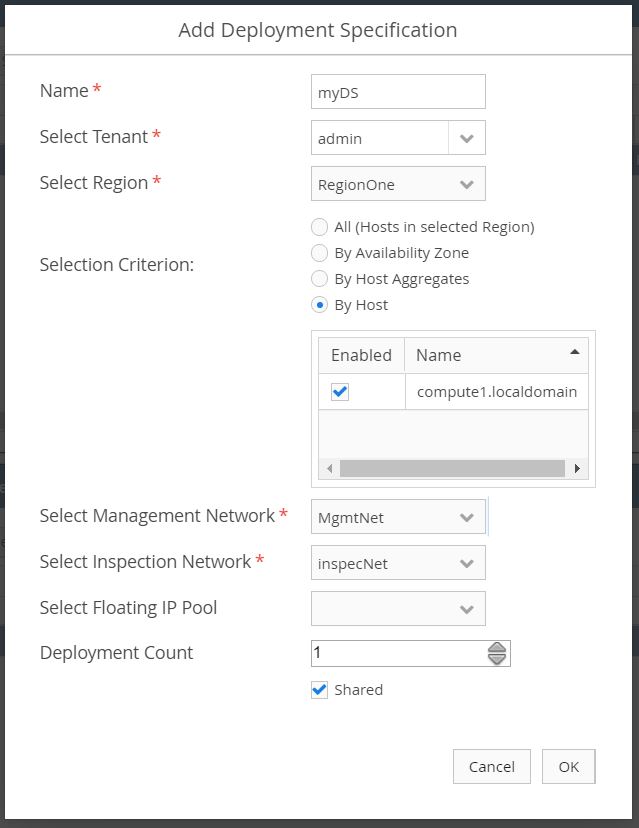 Add Deployment Specification
Name *
myDS
Select Tenant *
admin
Select Region *
RegionOne
Selection Criterion:
All (Hosts in selected Region)
By Availability Zone
By Host Aggregates
By Host
Enabled Name
compute1.localdomain
Select Management Network *
MgmtNet
Select Inspection Network *
inspecNet
Select Floating IP Pool
Deployment Count
1
Shared
Cancel OK